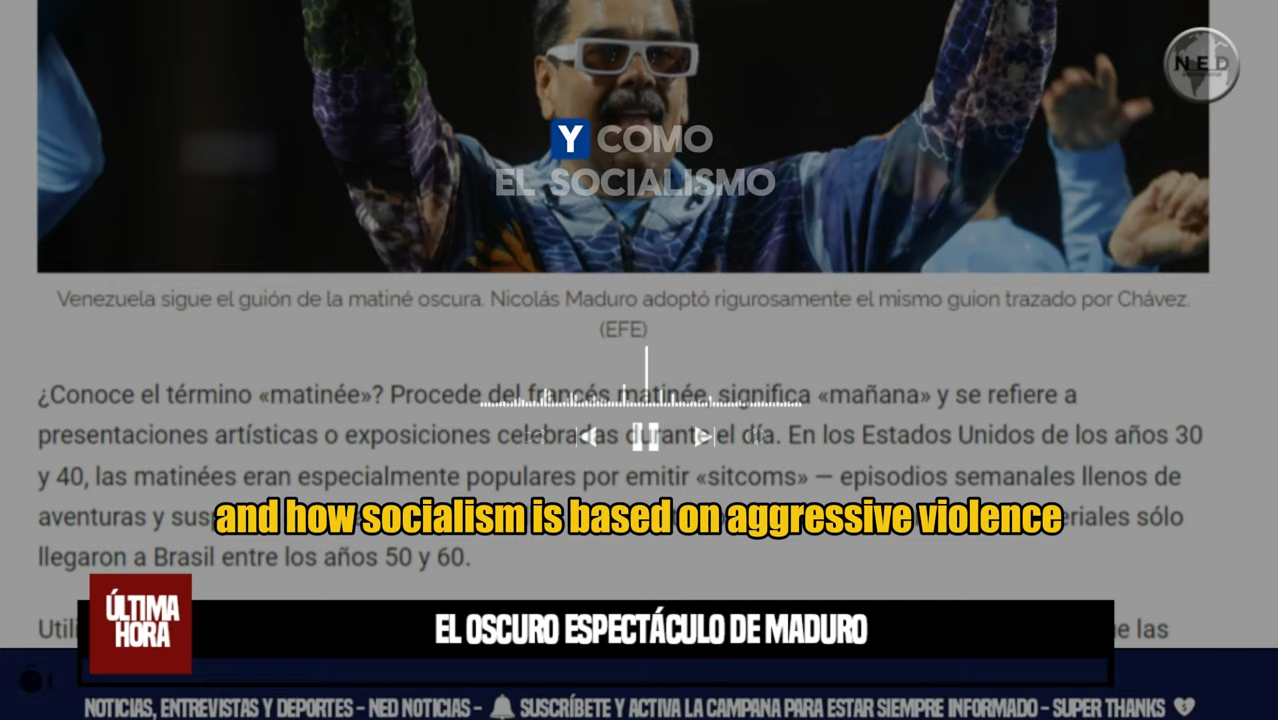 NED
Y COMO
EL SOCIALISMO
Venezuela sigue el guión de la matiné oscura. Nicolás Maduro adoptó rigurosamente el mismo guion trazado por Chávez.
(EFE)
¿Conoce el término «matinée»? Procede del francés matinée, significa «mañana» y se refiere a
presentaciones artísticas o exposiciones celebradas durante el día. En los Estados Unidos de los años 30
y 40, las matinées eran especialmente populares por emitir «sitcoms» — episodios semanales llenos de
aventuras y sus
and how socialism is based on aggressive violence
sólo
llegaron a Brasil entre los años 50 y 60.
ÚLTIMA
HORA
EL OSCURO ESPECTÁCULO DE MADURO
Utili
las
NOTICIAS, ENTREVISTAS Y DEPORTES - NED NOTICIAS - SUSCRÍBETE Y ACTIVA LA CAMPANA PARA ESTAR SIEMPRE INFORMADO - SUPER THANKS